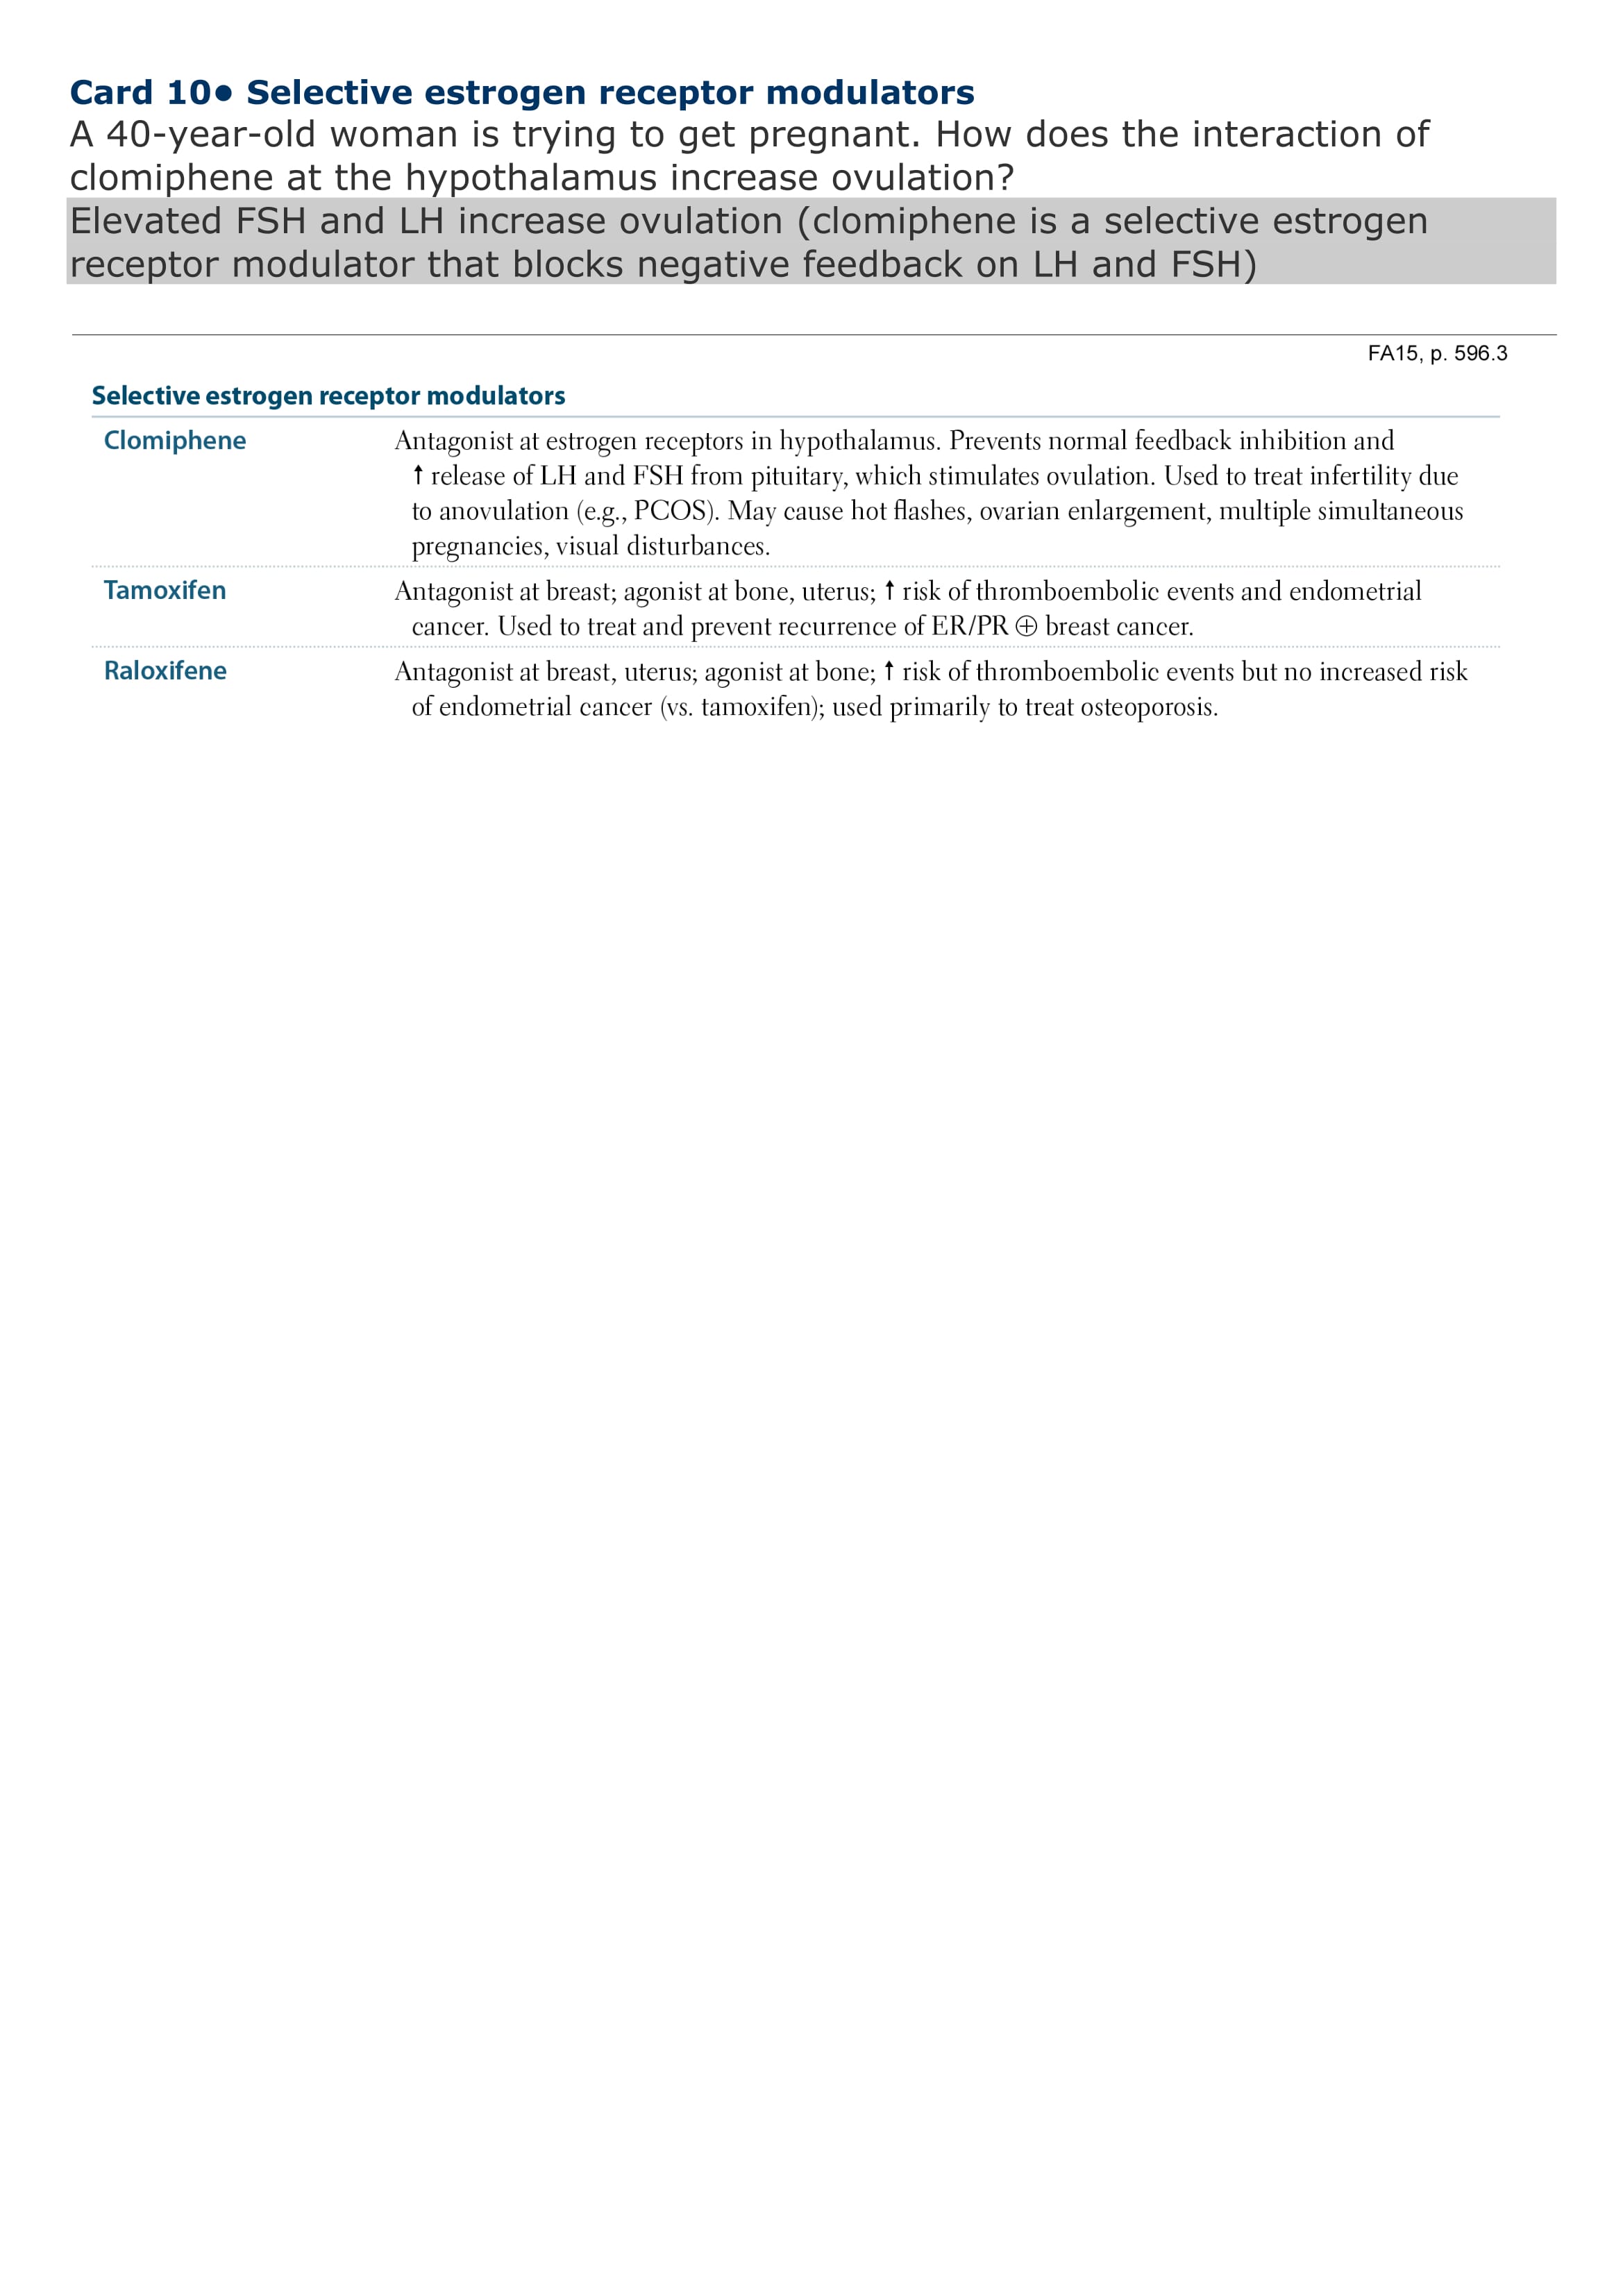 Card 10• Selective estrogen receptor modulators
A 40-year-old woman is trying to get pregnant. How does the interaction of
clomiphene at the hypothalamus increase ovulation?
Elevated FSH and LH increase ovulation (clomiphene is a selective estrogen
receptor modulator that blocks negative feedback on LH and FSH)
FA15, p. 596.3
Selective estrogen receptor modulators
Clomiphene Antagonist at estrogen receptors in hypothalamus. Prevents normal feedback inhibition and
↑ release of LH and FSH from pituitary, which stimulates ovulation. Used to treat infertility due
to anovulation (e.g., PCOS). May cause hot flashes, ovarian enlargement, multiple simultaneous
pregnancies, visual disturbances.
Tamoxifen Antagonist at breast; agonist at bone, uterus; ↑ risk of thromboembolic events and endometrial
cancer. Used to treat and prevent recurrence of ER/PR ⊕ breast cancer.
Raloxifene Antagonist at breast, uterus; agonist at bone; ↑ risk of thromboembolic events but no increased risk
of endometrial cancer (vs. tamoxifen); used primarily to treat osteoporosis.